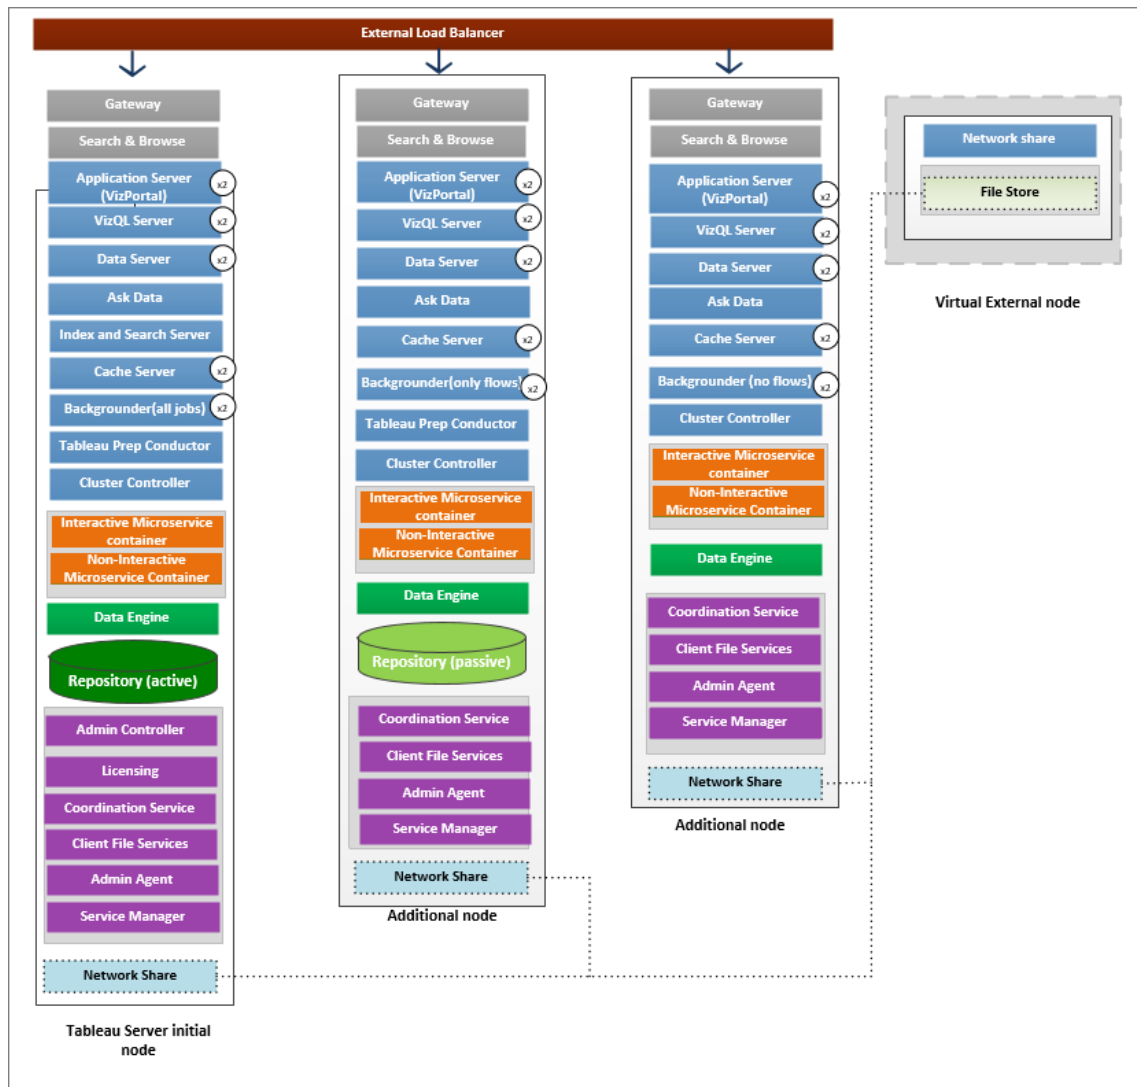 External Load Balancer
Gateway
Search & Browse
Application Server
(VizPortal)
x2
VizQL Server
x2
Data Server
x2
Ask Data
Index and Search Server
Cache Server
x2
Backgrounder(all jobs)
x2
Tableau Prep Conductor
Cluster Controller
Interactive Microservice
container
Non-Interactive
Microservice Container
Data Engine
Repository (active)
Admin Controller
Licensing
Coordination Service
Client File Services
Admin Agent
Service Manager
Network Share
Tableau Server initial
node
Gateway
Search & Browse
Application Server
(VizPortal)
x2
VizQL Server
x2
Data Server
x2
Ask Data
Cache Server
x2
Backgrounder(only flows)
x2
Tableau Prep Conductor
Cluster Controller
Interactive Microservice
container
Non-Interactive
Microservice Container
Data Engine
Repository (passive)
Coordination Service
Client File Services
Admin Agent
Service Manager
Network Share
Additional node
Gateway
Search & Browse
Application Server
(VizPortal)
x2
VizQL Server
x2
Data Server
x2
Ask Data
Cache Server
x2
Backgrounder (no flows)
x2
Cluster Controller
Interactive Microservice
container
Non-Interactive
Microservice Container
Data Engine
Coordination Service
Client File Services
Admin Agent
Service Manager
Network Share
Additional node
Network share
File Store
Virtual External node